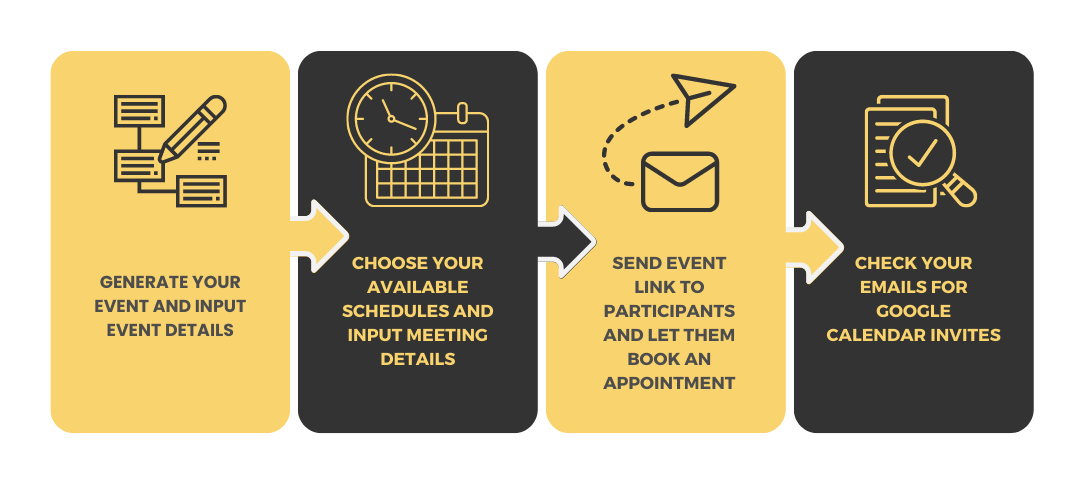 GENERATE YOUR
EVENT AND INPUT
EVENT DETAILS
CHOOSE YOUR
AVAILABLE
SCHEDULES AND
INPUT MEETING
DETAILS
SEND EVENT
LINK TO
PARTICIPANTS
AND LET THEM
BOOK AN
APPOINTMENT
CHECK YOUR
EMAILS FOR
GOOGLE
CALENDAR INVITES